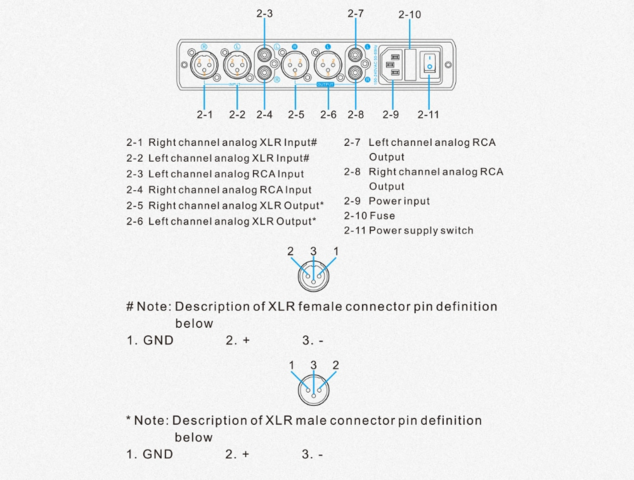 2-3 2-7 2-10
R L L R L L
R R
2-1 2-2 2-4 2-5 2-6 2-8 2-9 2-11
2-1 Right channel analog XLR Input#
2-2 Left channel analog XLR Input#
2-3 Left channel analog RCA Input
2-4 Right channel analog RCA Input
2-5 Right channel analog XLR Output*
2-6 Left channel analog XLR Output*
2-7 Left channel analog RCA
Output
2-8 Right channel analog RCA
Output
2-9 Power input
2-10 Fuse
2-11 Power supply switch
2 3 1
# Note: Description of XLR female connector pin definition
below
1. GND 2. + 3. -
1 3 2
* Note: Description of XLR male connector pin definition
below
1. GND 2. + 3. -